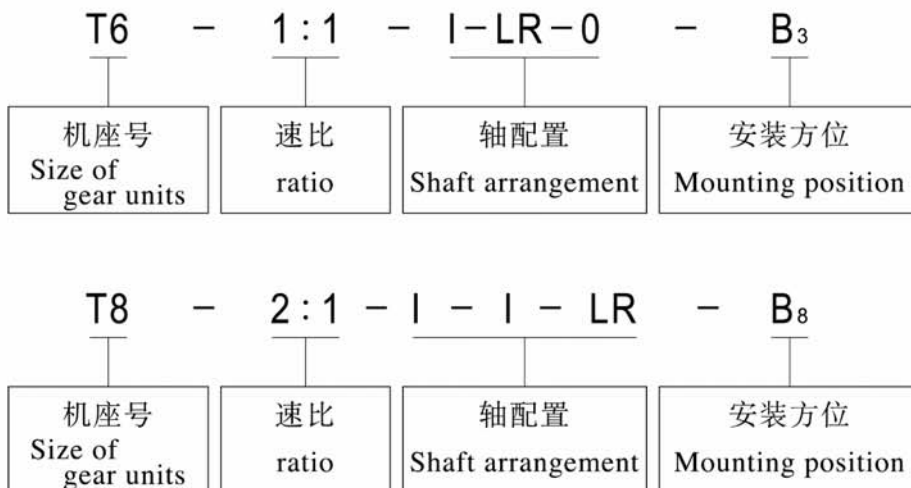 T6 - 1:1 - I-LR-0 - B₃
机座号 速比 轴配置 安装方位
Size of gear units ratio Shaft arrangement Mounting position
T8 - 2:1 - I - I - LR - B₈
机座号 速比 轴配置 安装方位
Size of gear units ratio Shaft arrangement Mounting position